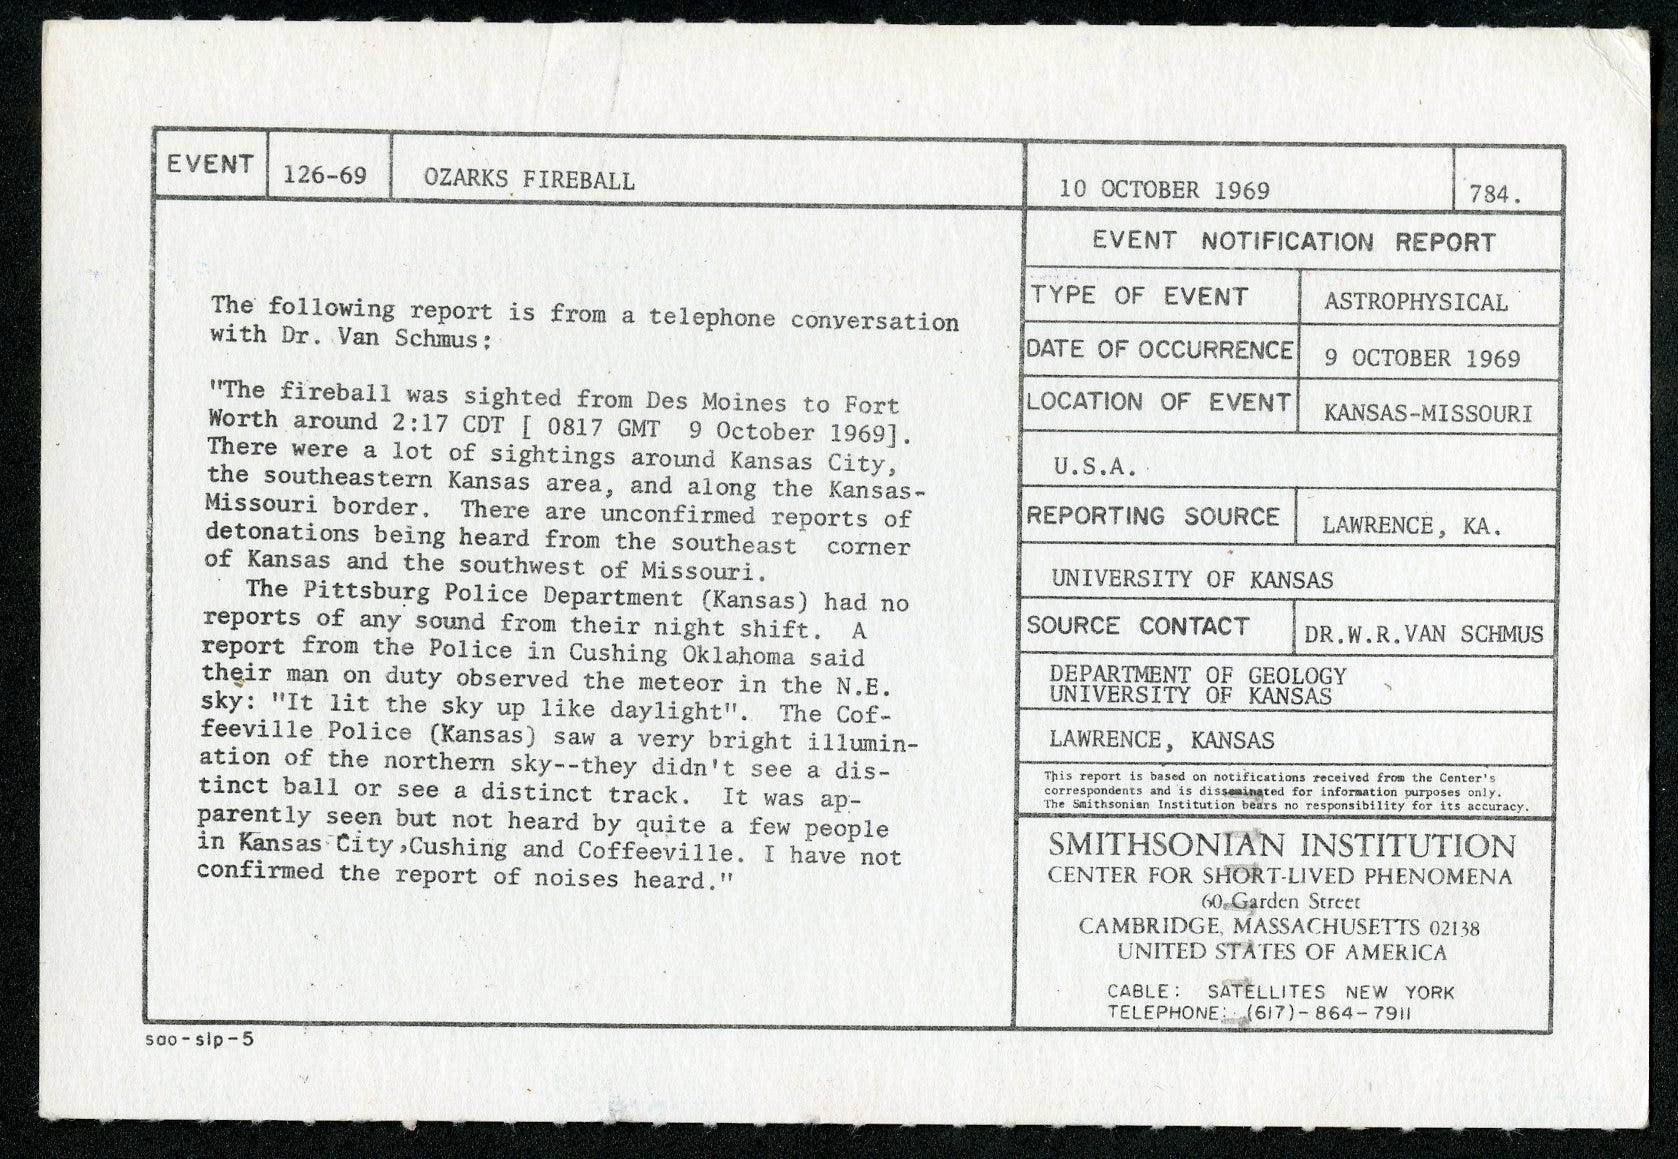 EVENT 126-69 OZARKS FIREBALL 10 OCTOBER 1969 784.
The following report is from a telephone conversation
with Dr. Van Schmus:
"The fireball was sighted from Des Moines to Fort
Worth around 2:17 CDT [ 0817 GMT 9 October 1969].
There were a lot of sightings around Kansas City,
the southeastern Kansas area, and along the Kansas-
Missouri border. There are unconfirmed reports of
detonations being heard from the southeast corner
of Kansas and the southwest of Missouri.
The Pittsburg Police Department (Kansas) had no
reports of any sound from their night shift. A
report from the Police in Cushing Oklahoma said
their man on duty observed the meteor in the N.E.
sky: "It lit the sky up like daylight". The Cof-
feeville Police (Kansas) saw a very bright illumin-
ation of the northern sky--they didn't see a dis-
tinct ball or see a distinct track. It was ap-
parently seen but not heard by quite a few people
in Kansas City,Cushing and Coffeeville. I have not
confirmed the report of noises heard."
EVENT NOTIFICATION REPORT
TYPE OF EVENT ASTROPHYSICAL
DATE OF OCCURRENCE 9 OCTOBER 1969
LOCATION OF EVENT KANSAS-MISSOURI
U.S.A.
REPORTING SOURCE LAWRENCE, KA.
UNIVERSITY OF KANSAS
SOURCE CONTACT DR.W.R.VAN SCHMUS
DEPARTMENT OF GEOLOGY
UNIVERSITY OF KANSAS
LAWRENCE, KANSAS
This report is based on notifications received from the Center's
correspondents and is disseminated for information purposes only.
The Smithsonian Institution bears no responsibility for its accuracy.
SMITHSONIAN INSTITUTION
CENTER FOR SHORT-LIVED PHENOMENA
60 Garden Street
CAMBRIDGE, MASSACHUSETTS 02138
UNITED STATES OF AMERICA
CABLE: SATELLITES NEW YORK
TELEPHONE: (617)-864-7911
sao-slp-5